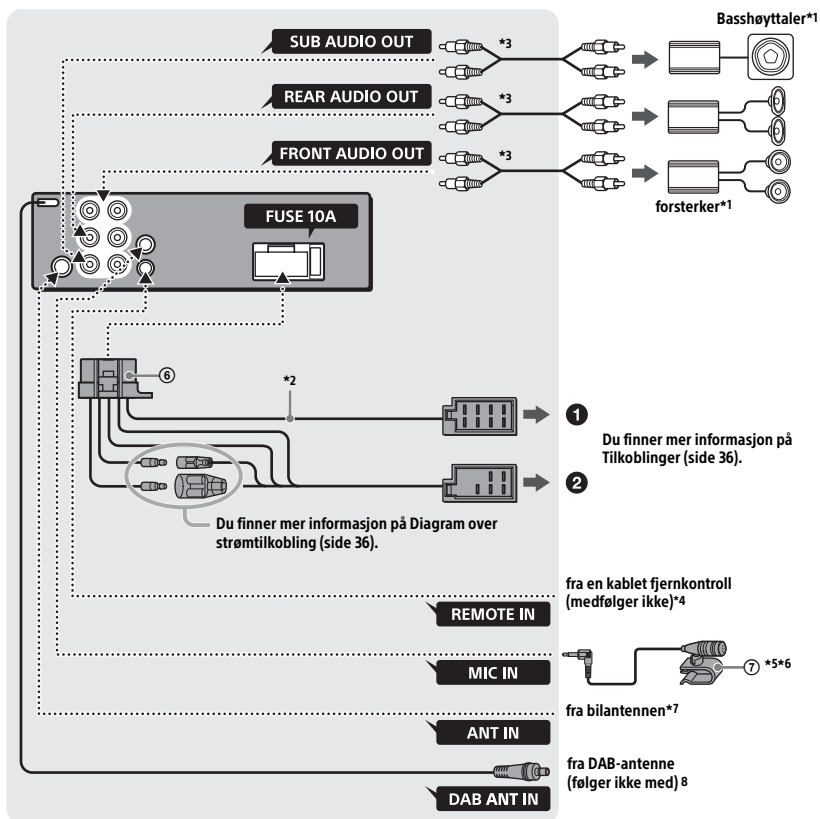 Basshøyttaler*1
SUB AUDIO OUT
*3
REAR AUDIO OUT
*3
FRONT AUDIO OUT
*3
forsterker*1
FUSE 10A
⑥
*2
❶
Du finner mer informasjon på
Tilkoblinger (side 36).
❷
Du finner mer informasjon på Diagram over
strømtilkobling (side 36).
fra en kablet fjernkontroll
(medfølger ikke)*4
REMOTE IN
⑦ *5*6
MIC IN
fra bilantennen*7
ANT IN
fra DAB-antenne
(følger ikke med) 8
DAB ANT IN